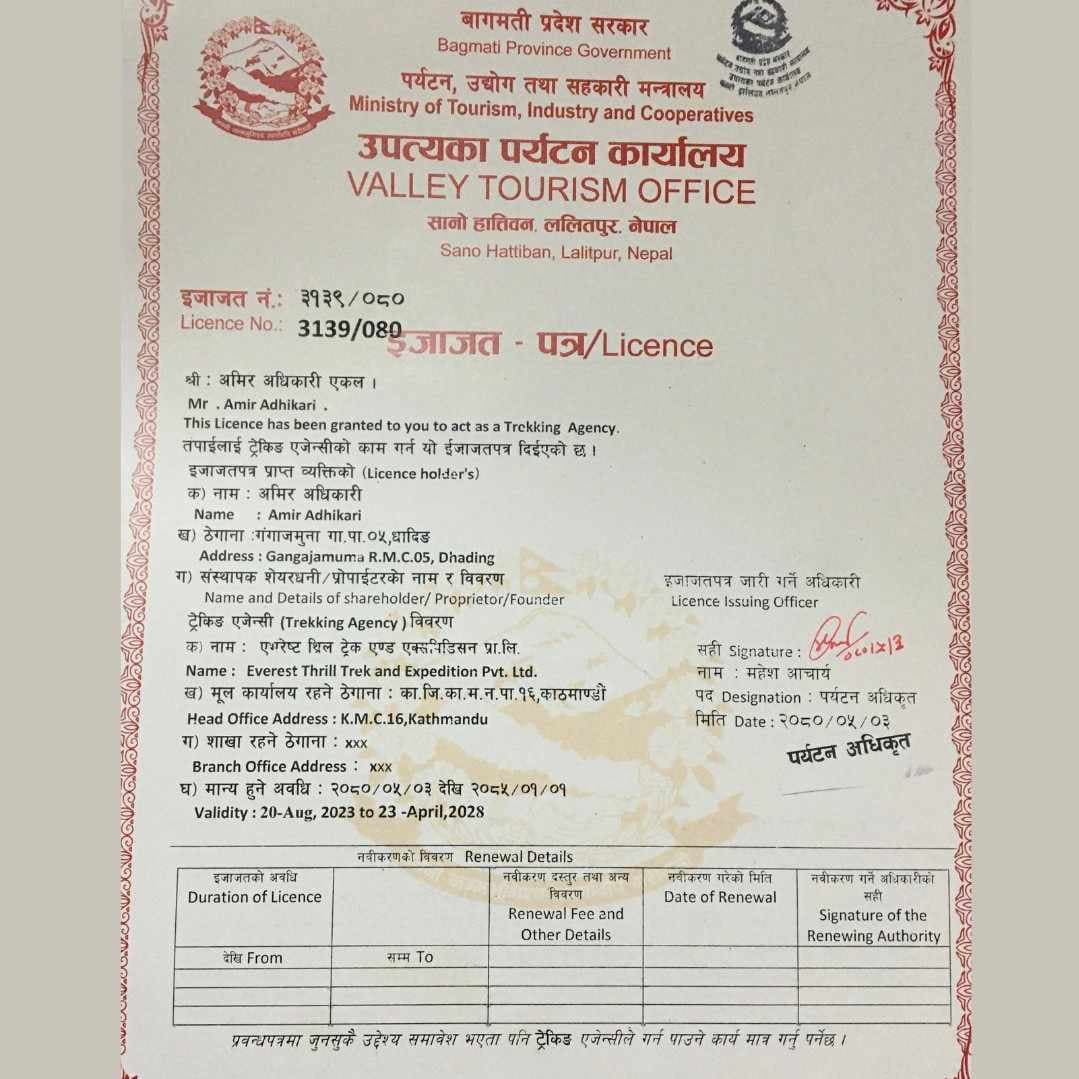 बागमती प्रदेश सरकार
Bagmati Province Government
पर्यटन, उद्योग तथा सहकारी मन्त्रालय
Ministry of Tourism, Industry and Cooperatives
उपत्यका पर्यटन कार्यालय
VALLEY TOURISM OFFICE
सानो हात्तिवन, ललितपुर, नेपाल
Sano Hattiban, Lalitpur, Nepal
इजाजत नं.: ३१३९/०८०
Licence No.: 3139/080
इजाजत - पत्र/Licence
श्री : अमिर अधिकारी एकल ।
Mr . Amir Adhikari .
This Licence has been granted to you to act as a Trekking Agency.
तपाईलाई ट्रेकिङ एजेन्सीको काम गर्न यो ईजाजतपत्र दिईएको छ ।
इजाजतपत्र प्राप्त व्यक्तिको (Licence holder's)
क) नाम : अमिर अधिकारी
Name : Amir Adhikari
ख) ठेगाना :गंगाजमुना गा.पा.०५,धादिङ
Address : Gangajamuma R.M.C.05, Dhading
ग) संस्थापक शेयरधनी/प्रोपाईटरको नाम र विवरण
Name and Details of shareholder/ Proprietor/Founder
ट्रेकिङ एजेन्सी (Trekking Agency ) विवरण
क) नाम : एभरेष्ट थ्रिल ट्रेक एण्ड एक्सपिडिसन प्रा.लि.
Name : Everest Thrill Trek and Expedition Pvt. Ltd.
ख) मूल कार्यालय रहने ठेगाना : का.जि.का.म.न.पा.१६,काठमाण्डौं
Head Office Address : K.M.C.16,Kathmandu
ग) शाखा रहने ठेगाना : xxx
Branch Office Address : xxx
घ) मान्य हुने अवधि : २०८०/०५/०३ देखि २०८५/०१/०१
Validity : 20-Aug, 2023 to 23 -April,2028
इजाजतपत्र जारी गर्ने अधिकारी
Licence Issuing Officer
सही Signature :
नाम : महेश आचार्य
पद Designation : पर्यटन अधिकृत
मिति Date : २०८०/०५/०३
पर्यटन अधिकृत
नवीकरणको विवरण Renewal Details
इजाजतको अवधि
Duration of Licence
नवीकरण दस्तुर तथा अन्य
विवरण
Renewal Fee and
Other Details
नवीकरण गरेको मिति
Date of Renewal
नवीकरण गर्ने अधिकारीको
सही
Signature of the
Renewing Authority
देखि From
सम्म To
प्रवन्धपत्रमा जुनसुकै उद्देश्य समावेश भएता पनि ट्रेकिङ एजेन्सीले गर्न पाउने कार्य मात्र गर्नु पर्नेछ ।